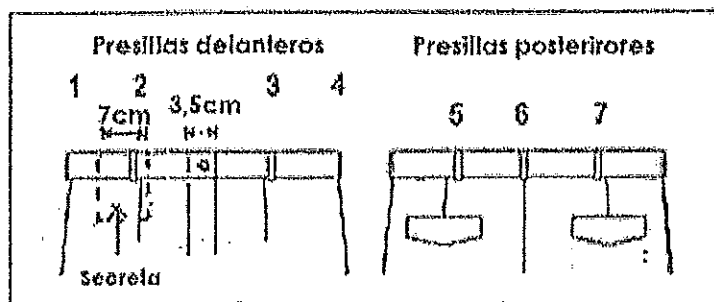 Presillas delanteros
Presillas posterirores
1 2 3 4
7cm 3,5cm
5 6 7
Secreta